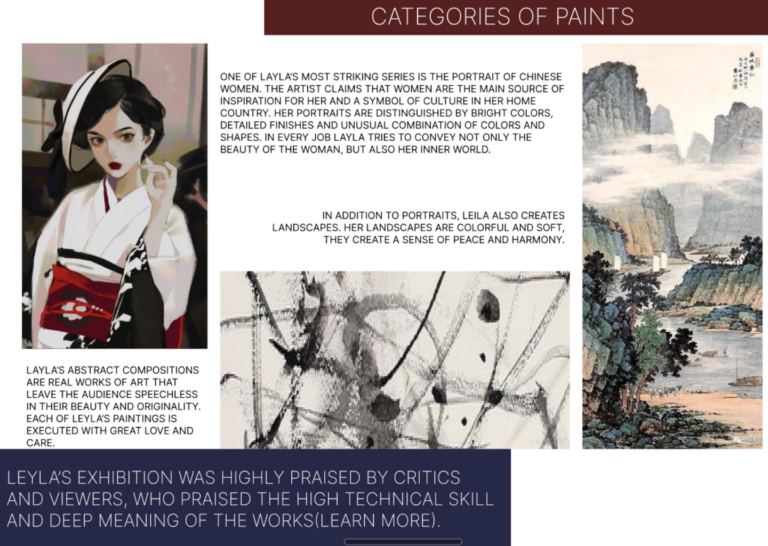 CATEGORIES OF PAINTS
ONE OF LAYLA'S MOST STRIKING SERIES IS THE PORTRAIT OF CHINESE
WOMEN. THE ARTIST CLAIMS THAT WOMEN ARE THE MAIN SOURCE OF
INSPIRATION FOR HER AND A SYMBOL OF CULTURE IN HER HOME
COUNTRY. HER PORTRAITS ARE DISTINGUISHED BY BRIGHT COLORS,
DETAILED FINISHES AND UNUSUAL COMBINATION OF COLORS AND
SHAPES. IN EVERY JOB LAYLA TRIES TO CONVEY NOT ONLY THE
BEAUTY OF THE WOMAN, BUT ALSO HER INNER WORLD.
IN ADDITION TO PORTRAITS, LEILA ALSO CREATES
LANDSCAPES. HER LANDSCAPES ARE COLORFUL AND SOFT,
THEY CREATE A SENSE OF PEACE AND HARMONY.
LAYLA'S ABSTRACT COMPOSITIONS
ARE REAL WORKS OF ART THAT
LEAVE THE AUDIENCE SPEECHLESS
IN THEIR BEAUTY AND ORIGINALITY.
EACH OF LEYLA'S PAINTINGS IS
EXECUTED WITH GREAT LOVE AND
CARE.
LEYLA'S EXHIBITION WAS HIGHLY PRAISED BY CRITICS
AND VIEWERS, WHO PRAISED THE HIGH TECHNICAL SKILL
AND DEEP MEANING OF THE WORKS(LEARN MORE).